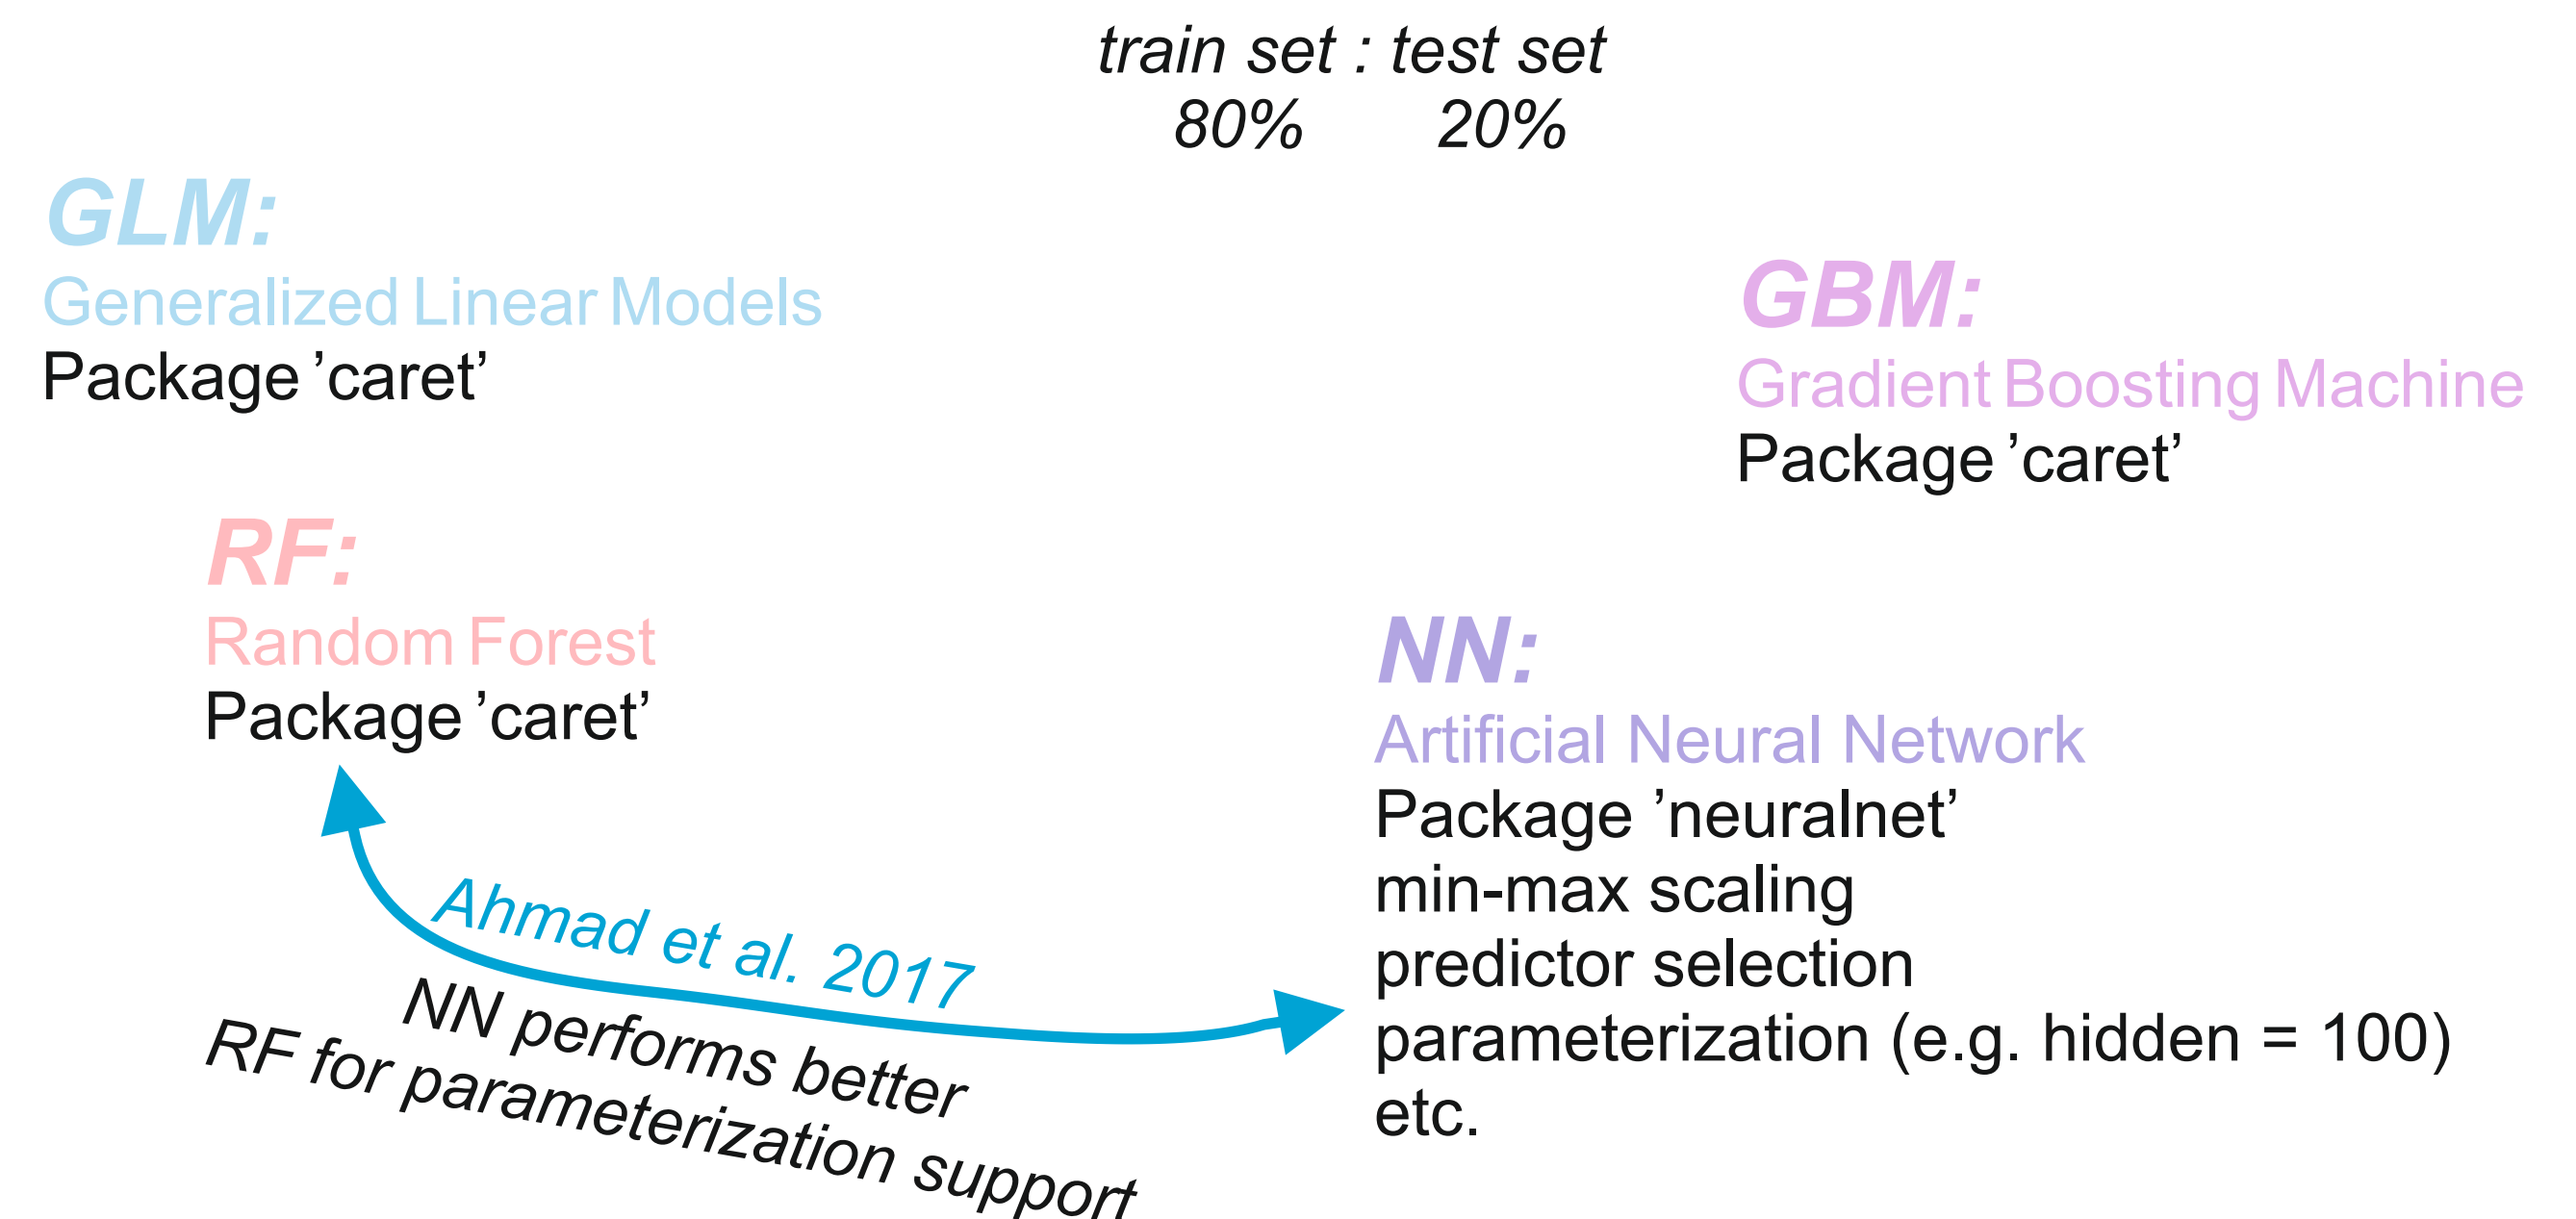 train set : test set
80% 20%
GLM:
Generalized Linear Models
Package ’caret’
GBM:
Gradient Boosting Machine
Package ’caret’
RF:
Random Forest
Package ’caret’
NN:
Artificial Neural Network
Package ’neuralnet’
min-max scaling
predictor selection
parameterization (e.g. hidden = 100)
etc.
Ahmad et al. 2017
NN performs better
RF for parameterization support